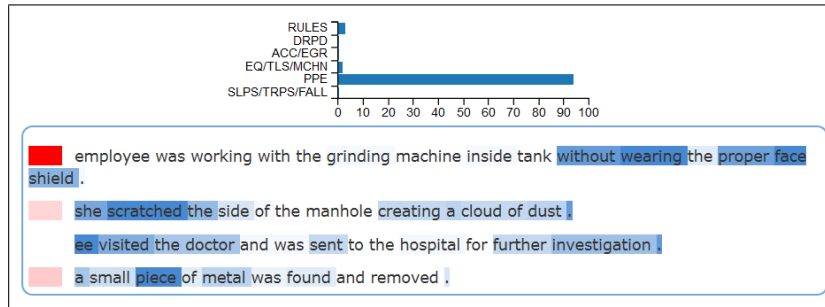 RULES
DRPD
ACC/EGR
EQ/TLS/MCHN
PPE
SLPS/TRPS/FALL
0 10 20 30 40 50 60 70 80 90 100
employee was working with the grinding machine inside tank without wearing the proper face
shield .
she scratched the side of the manhole creating a cloud of dust .
ee visited the doctor and was sent to the hospital for further investigation .
a small piece of metal was found and removed .